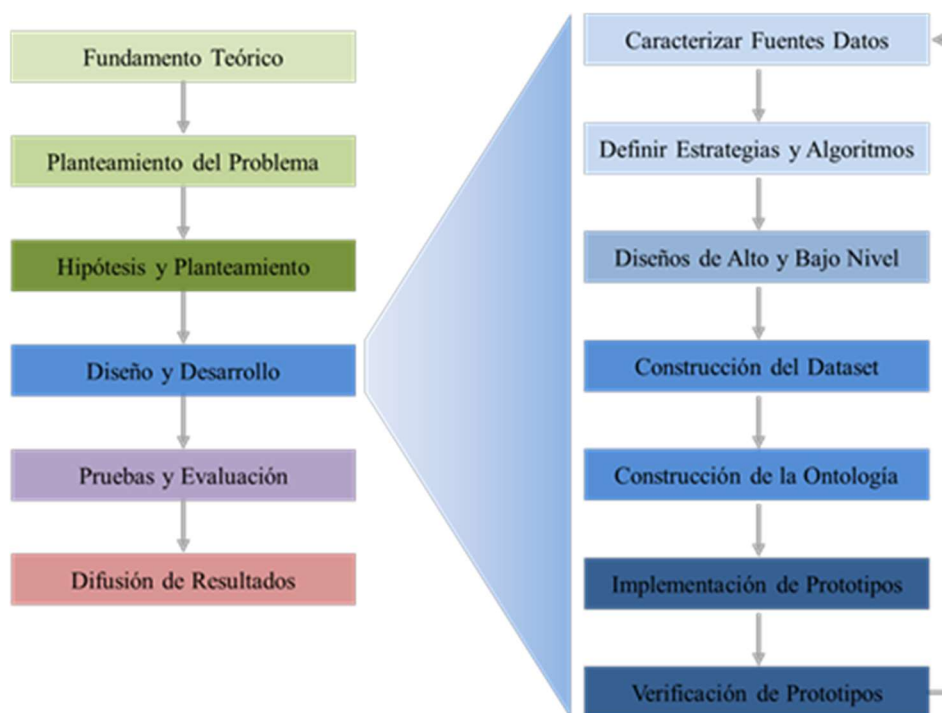 Fundamento Teórico
Planteamiento del Problema
Hipótesis y Planteamiento
Diseño y Desarrollo
Pruebas y Evaluación
Difusión de Resultados
Caracterizar Fuentes Datos
Definir Estrategias y Algoritmos
Diseños de Alto y Bajo Nivel
Construcción del Dataset
Construcción de la Ontología
Implementación de Prototipos
Verificación de Prototipos